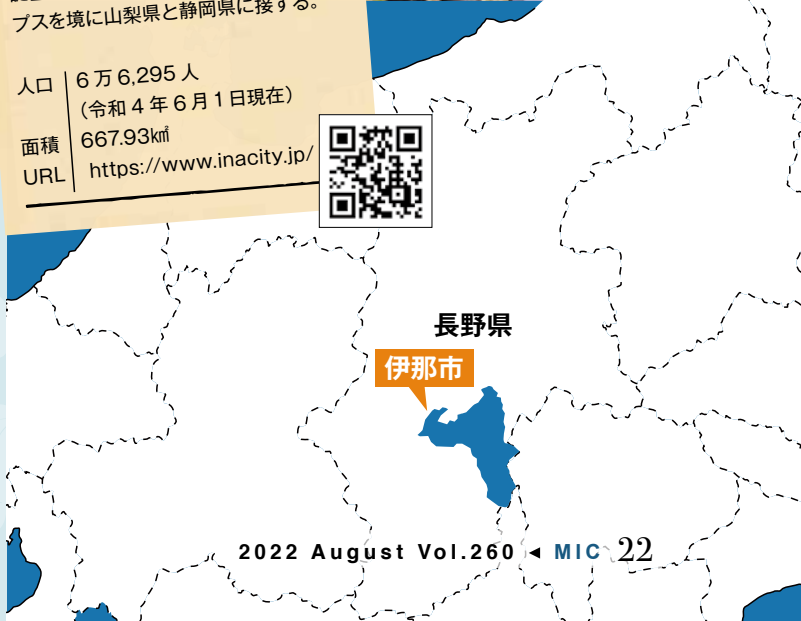 プスを境に山梨県と静岡県に接する。
人口 6万6,295人
(令和4年6月1日現在)
面積 667.93㎢
URL https://www.inacity.jp/
長野県
伊那市
2022 August Vol.260 ◄ MIC 22